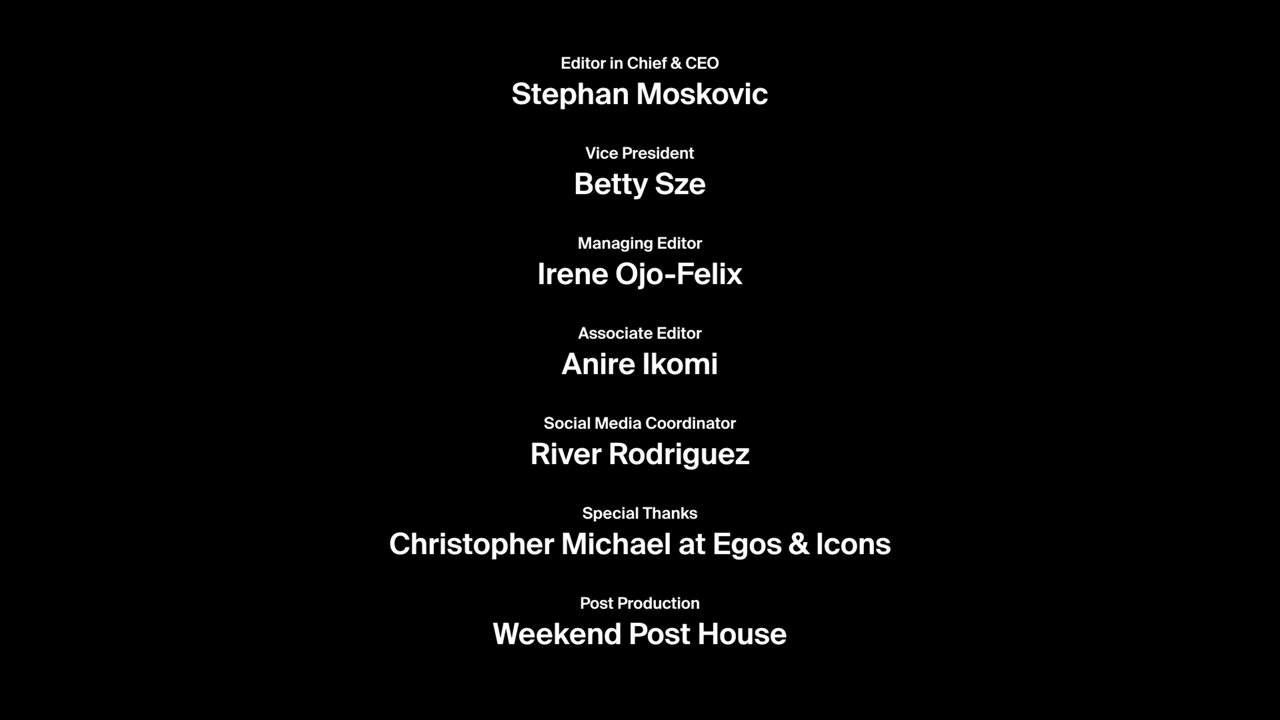 Editor in Chief & CEO
Stephan Moskovic
Vice President
Betty Sze
Managing Editor
Irene Ojo-Felix
Associate Editor
Anire Ikomi
Social Media Coordinator
River Rodriguez
Special Thanks
Christopher Michael at Egos & Icons
Post Production
Weekend Post House